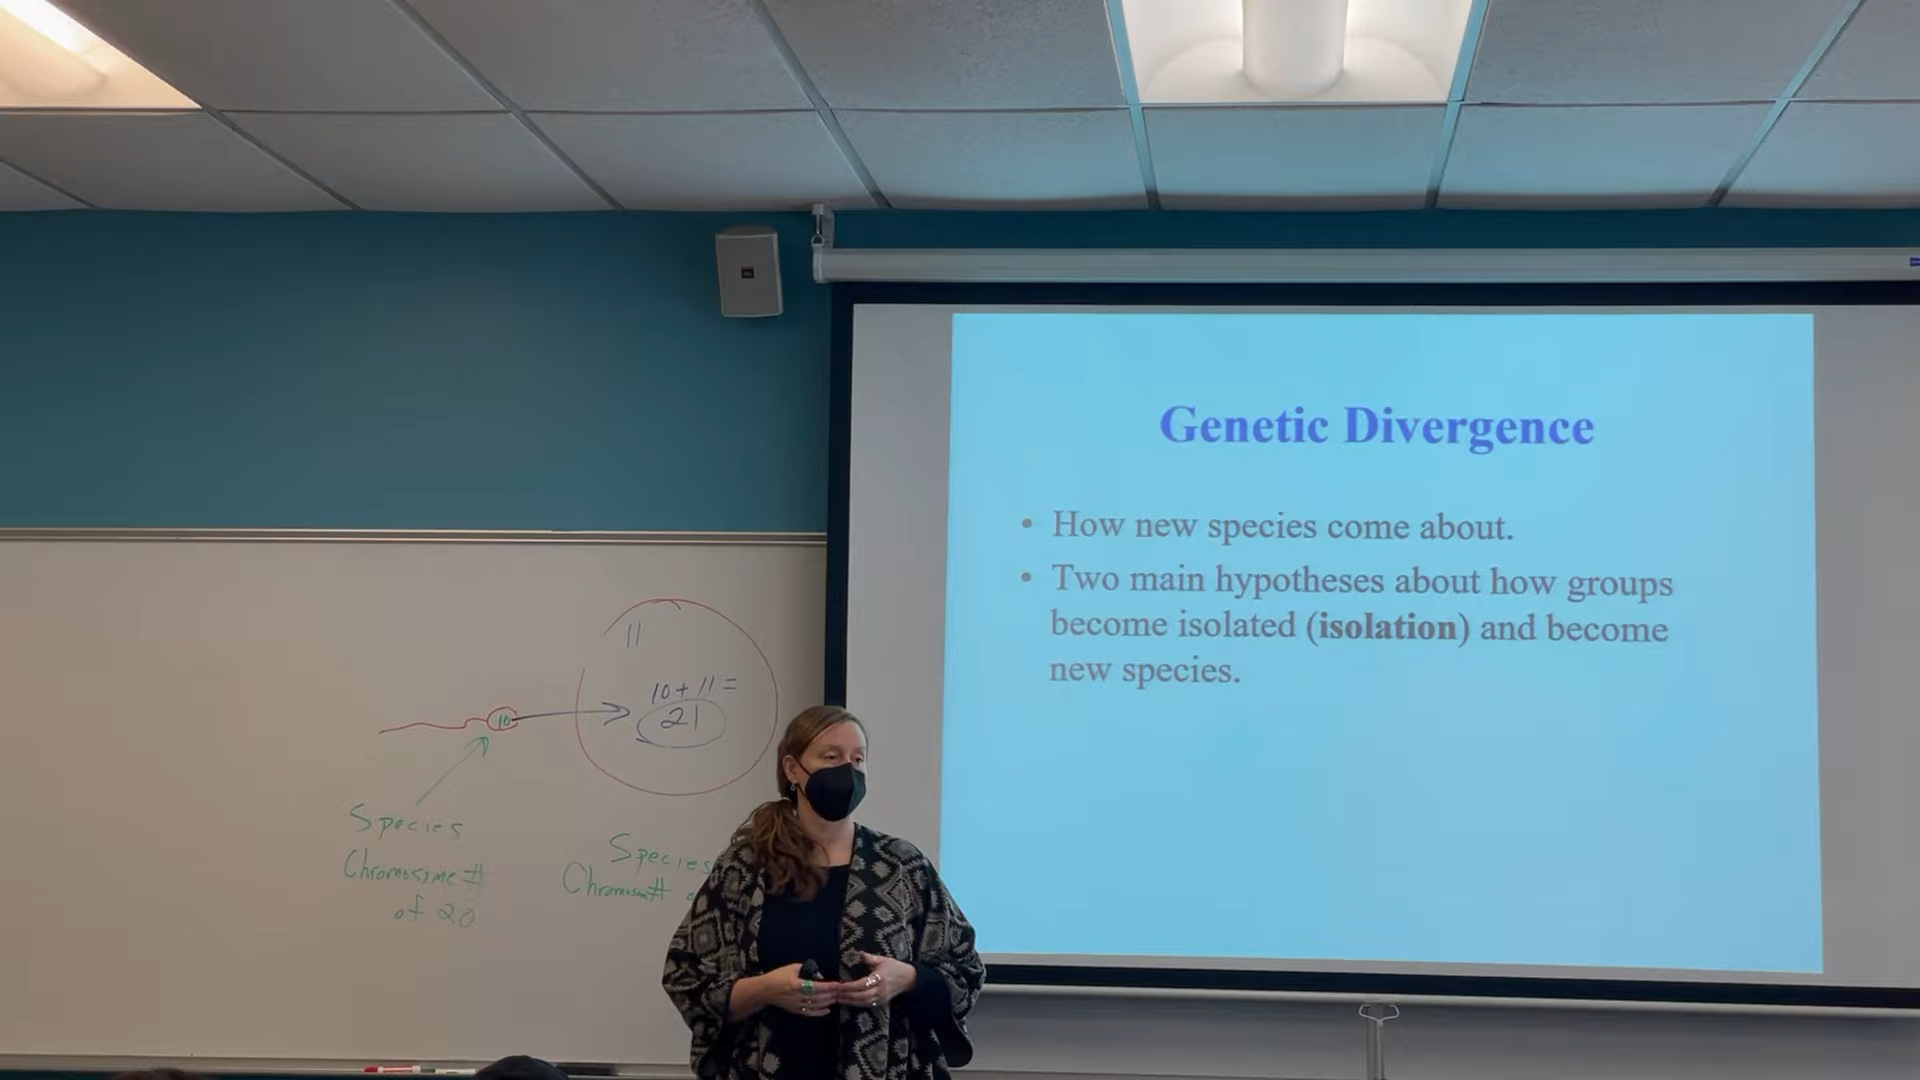 Genetic Divergence
• How new species come about.
• Two main hypotheses about how groups
become isolated (isolation) and become
new species.
11
10 + 11 =
21
10
Species
Chromosome #
of 20
Species
Chromosom#